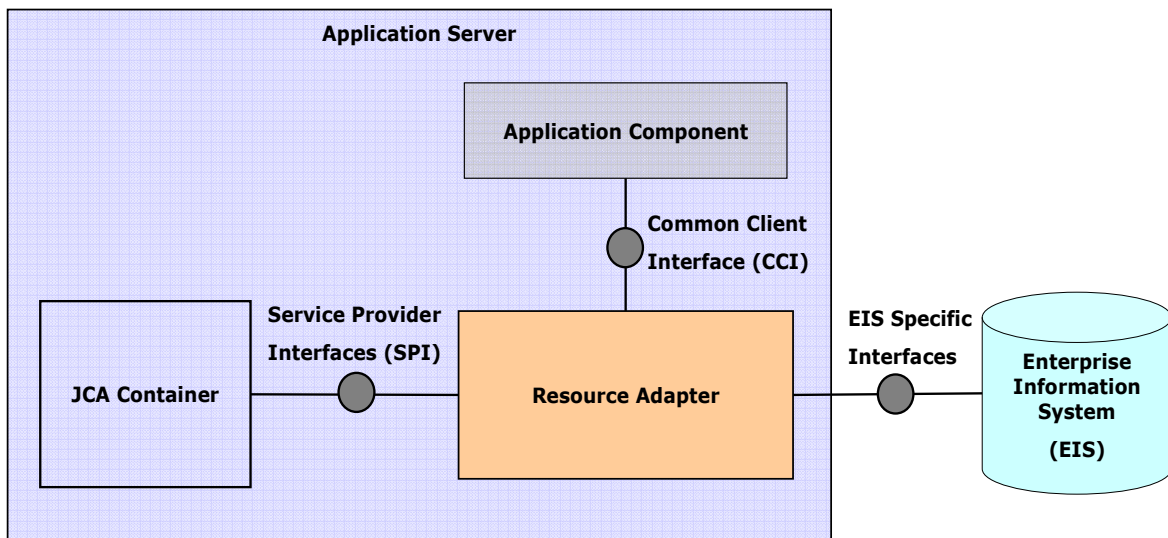 Application Server
Application Component
Common Client
Interface (CCI)
Service Provider
Interfaces (SPI)
EIS Specific
Interfaces
JCA Container
Resource Adapter
Enterprise
Information
System
(EIS)